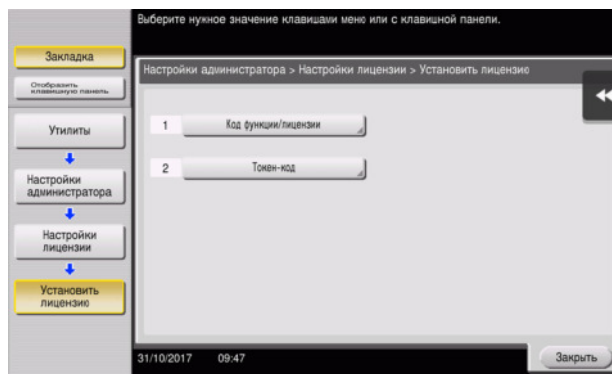 Выберите нужное значение клавишами меню или с клавишной панели.
Закладка
Отобразить
клавишную панель
Утилиты
Настройки
администратора
Настройки
лицензии
Установить
лицензию
Настройки администратора > Настройки лицензии > Установить лицензию
1 Код функции/лицензии
2 Токен-код
31/10/2017 09:47
Закрыть